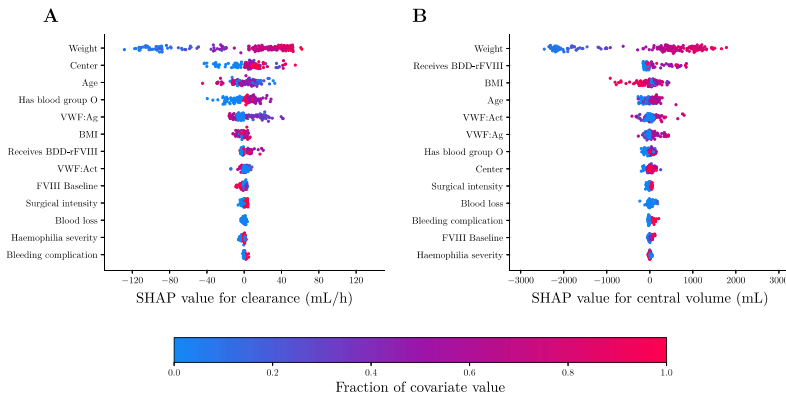 A
Weight
Center
Age
Has blood group O
VWF:Ag
BMI
Receives BDD-rFVIII
VWF:Act
FVIII Baseline
Surgical intensity
Blood loss
Haemophilia severity
Bleeding complication
−120 −80 −40 0 40 80 120
SHAP value for clearance (mL/h)
B
Weight
Receives BDD-rFVIII
BMI
Age
VWF:Act
VWF:Ag
Has blood group O
Center
Surgical intensity
Blood loss
Bleeding complication
FVIII Baseline
Haemophilia severity
−3000 −2000 −1000 0 1000 2000 3000
SHAP value for central volume (mL)
0.0 0.2 0.4 0.6 0.8 1.0
Fraction of covariate value